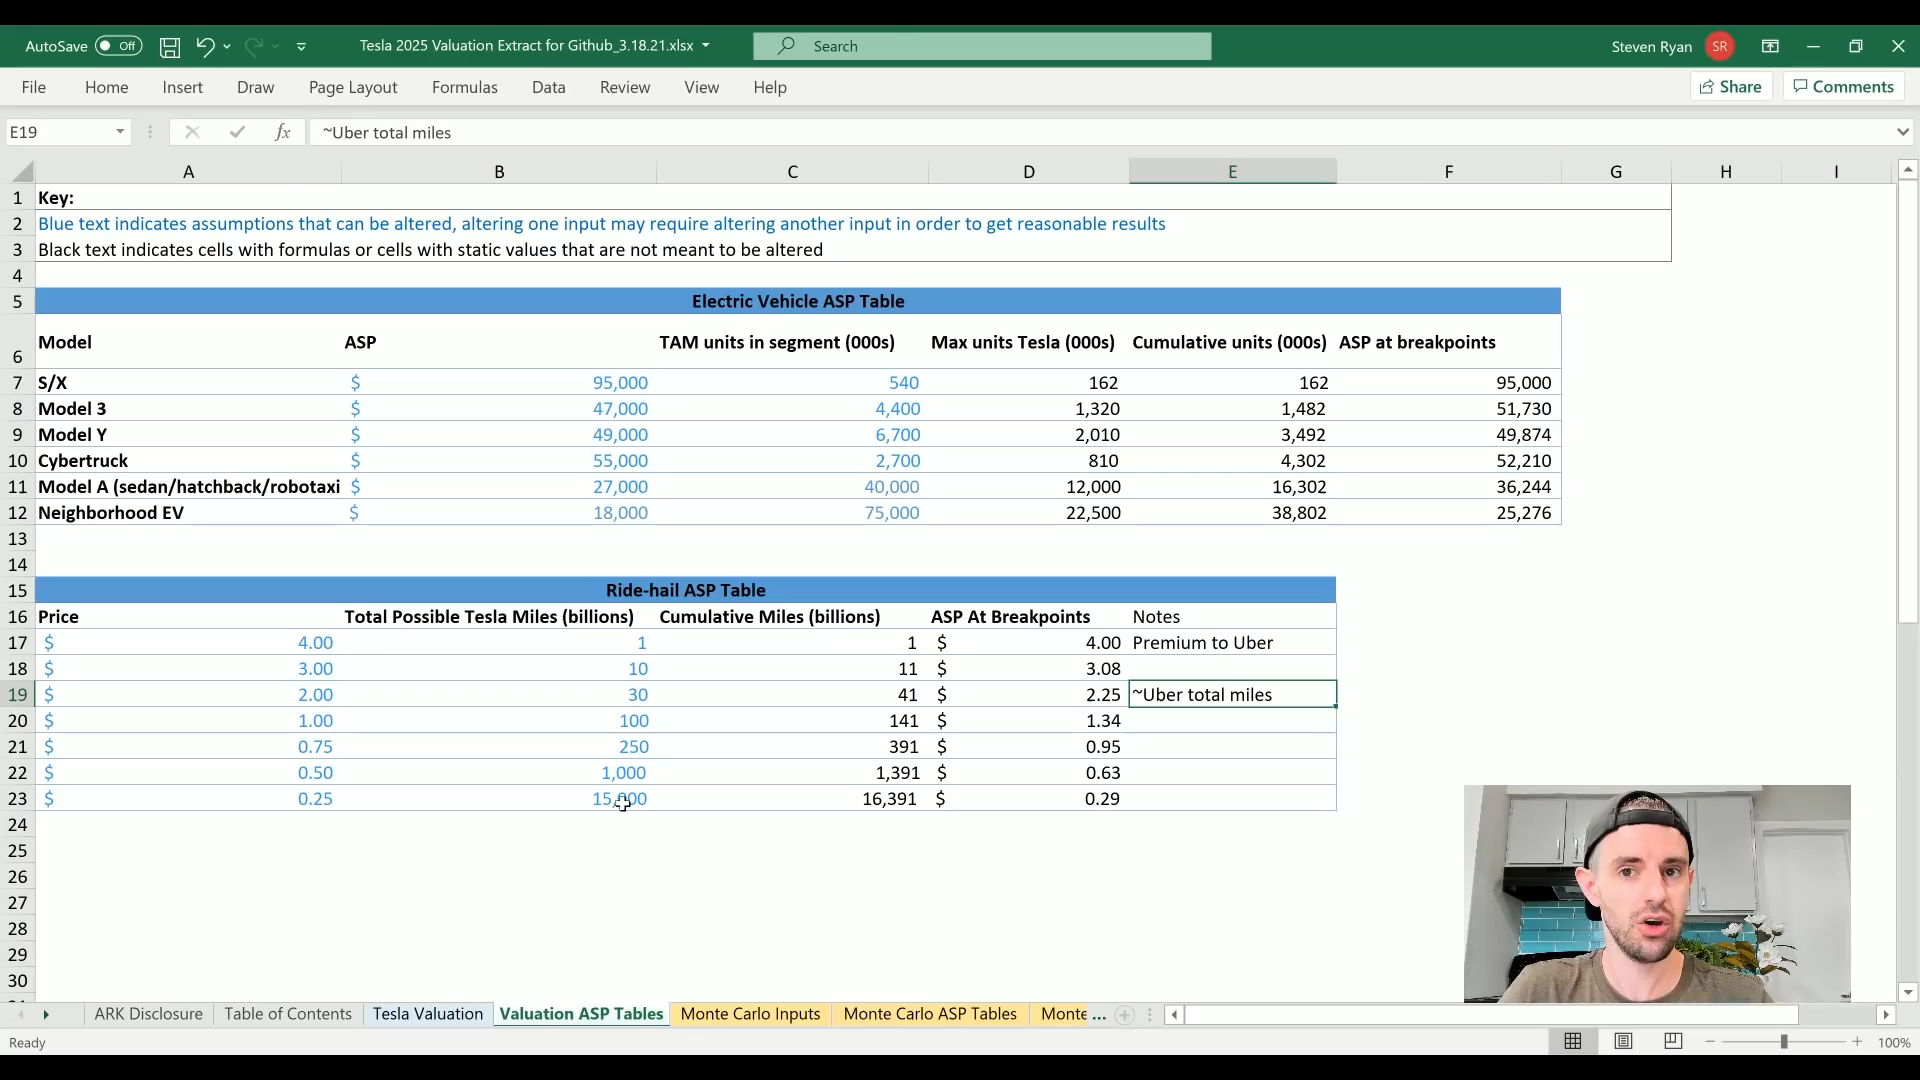 AutoSave Off Tesla 2025 Valuation Extract for Github_3.18.21.xlsx Search Steven Ryan SR
File Home Insert Draw Page Layout Formulas Data Review View Help Share Comments
E19 fx ~Uber total miles
A B C D E F G H I
1 Key:
2 Blue text indicates assumptions that can be altered, altering one input may require altering another input in order to get reasonable results
3 Black text indicates cells with formulas or cells with static values that are not meant to be altered
4
5 Electric Vehicle ASP Table
6 Model ASP TAM units in segment (000s) Max units Tesla (000s) Cumulative units (000s) ASP at breakpoints
7 S/X $ 95,000 540 162 162 95,000
8 Model 3 $ 47,000 4,400 1,320 1,482 51,730
9 Model Y $ 49,000 6,700 2,010 3,492 49,874
10 Cybertruck $ 55,000 2,700 810 4,302 52,210
11 Model A (sedan/hatchback/robotaxi $ 27,000 40,000 12,000 16,302 36,244
12 Neighborhood EV $ 18,000 75,000 22,500 38,802 25,276
13
14
15 Ride-hail ASP Table
16 Price Total Possible Tesla Miles (billions) Cumulative Miles (billions) ASP At Breakpoints Notes
17 $ 4.00 1 1 $ 4.00 Premium to Uber
18 $ 3.00 10 11 $ 3.08
19 $ 2.00 30 41 $ 2.25 ~Uber total miles
20 $ 1.00 100 141 $ 1.34
21 $ 0.75 250 391 $ 0.95
22 $ 0.50 1,000 1,391 $ 0.63
23 $ 0.25 15,000 16,391 $ 0.29
24
25
26
27
28
29
30
ARK Disclosure Table of Contents Tesla Valuation Valuation ASP Tables Monte Carlo Inputs Monte Carlo ASP Tables Monte ...
Ready 100%